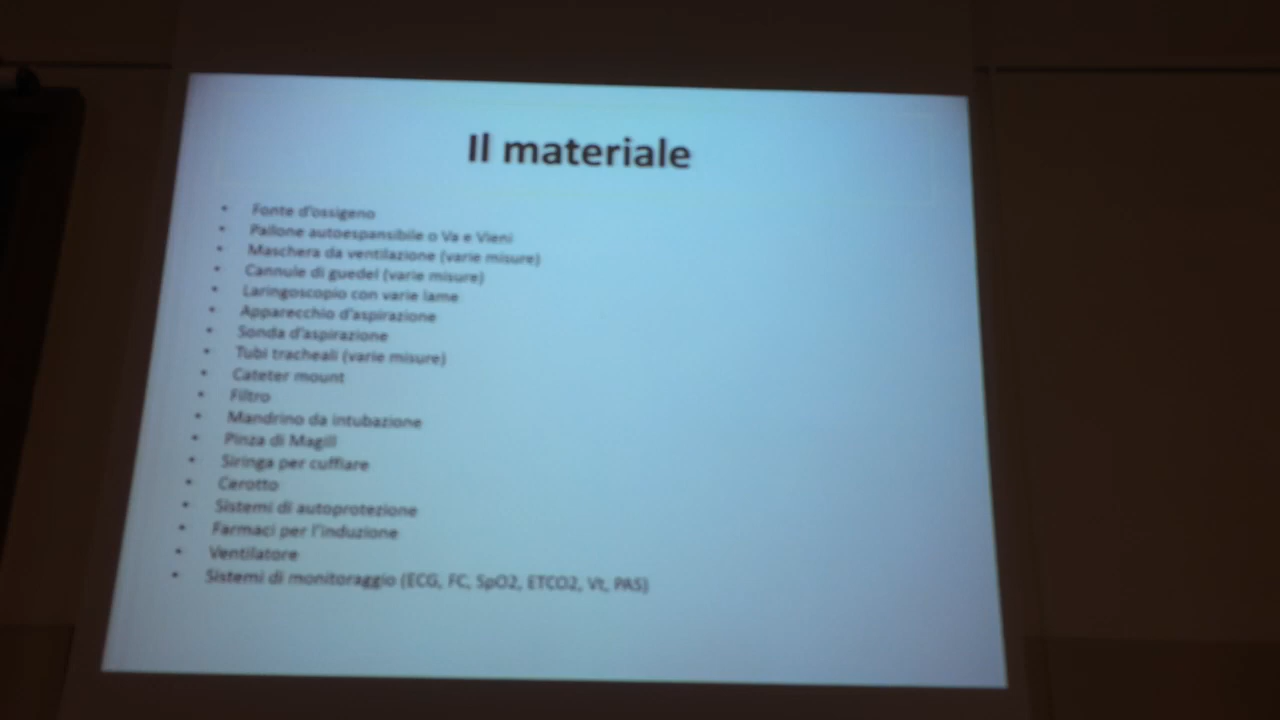 Il materiale
• Fonte d'ossigeno
• Pallone autoespansibile o Va e Vieni
• Maschera da ventilazione (varie misure)
• Cannule di guedel (varie misure)
• Laringoscopio con varie lame
• Apparecchio d'aspirazione
• Sonda d'aspirazione
• Tubi tracheali (varie misure)
• Cateter mount
• Filtro
• Mandrino da intubazione
• Pinza di Magill
• Siringa per cuffiare
• Cerotto
• Sistemi di autoprotezione
• Farmaci per l'induzione
• Ventilatore
• Sistemi di monitoraggio (ECG, FC, SpO2, ETCO2, Vt, PAS)